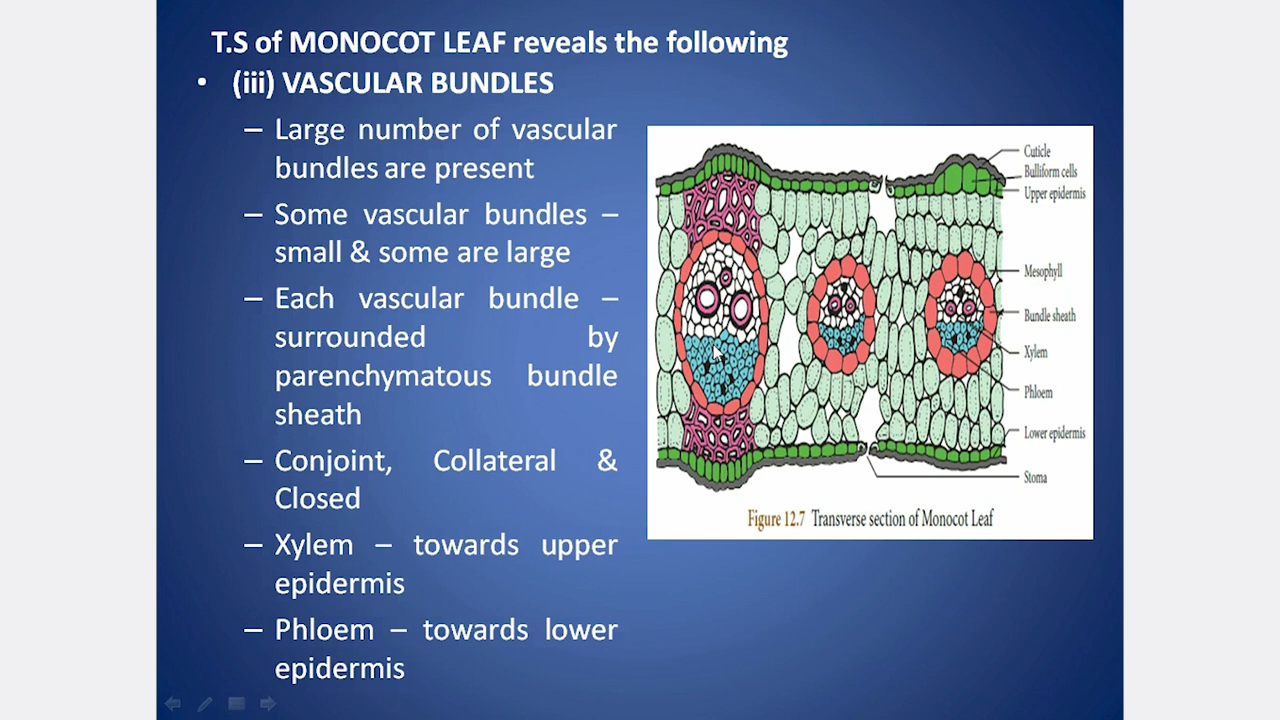 T.S of MONOCOT LEAF reveals the following
• (iii) VASCULAR BUNDLES
– Large number of vascular
bundles are present
– Some vascular bundles –
small & some are large
– Each vascular bundle –
surrounded by
parenchymatous bundle
sheath
– Conjoint, Collateral &
Closed
– Xylem – towards upper
epidermis
– Phloem – towards lower
epidermis
Cuticle
Bulliform cells
Upper epidermis
Mesophyll
Bundle sheath
Xylem
Phloem
Lower epidermis
Stoma
Figure 12.7 Transverse section of Monocot Leaf